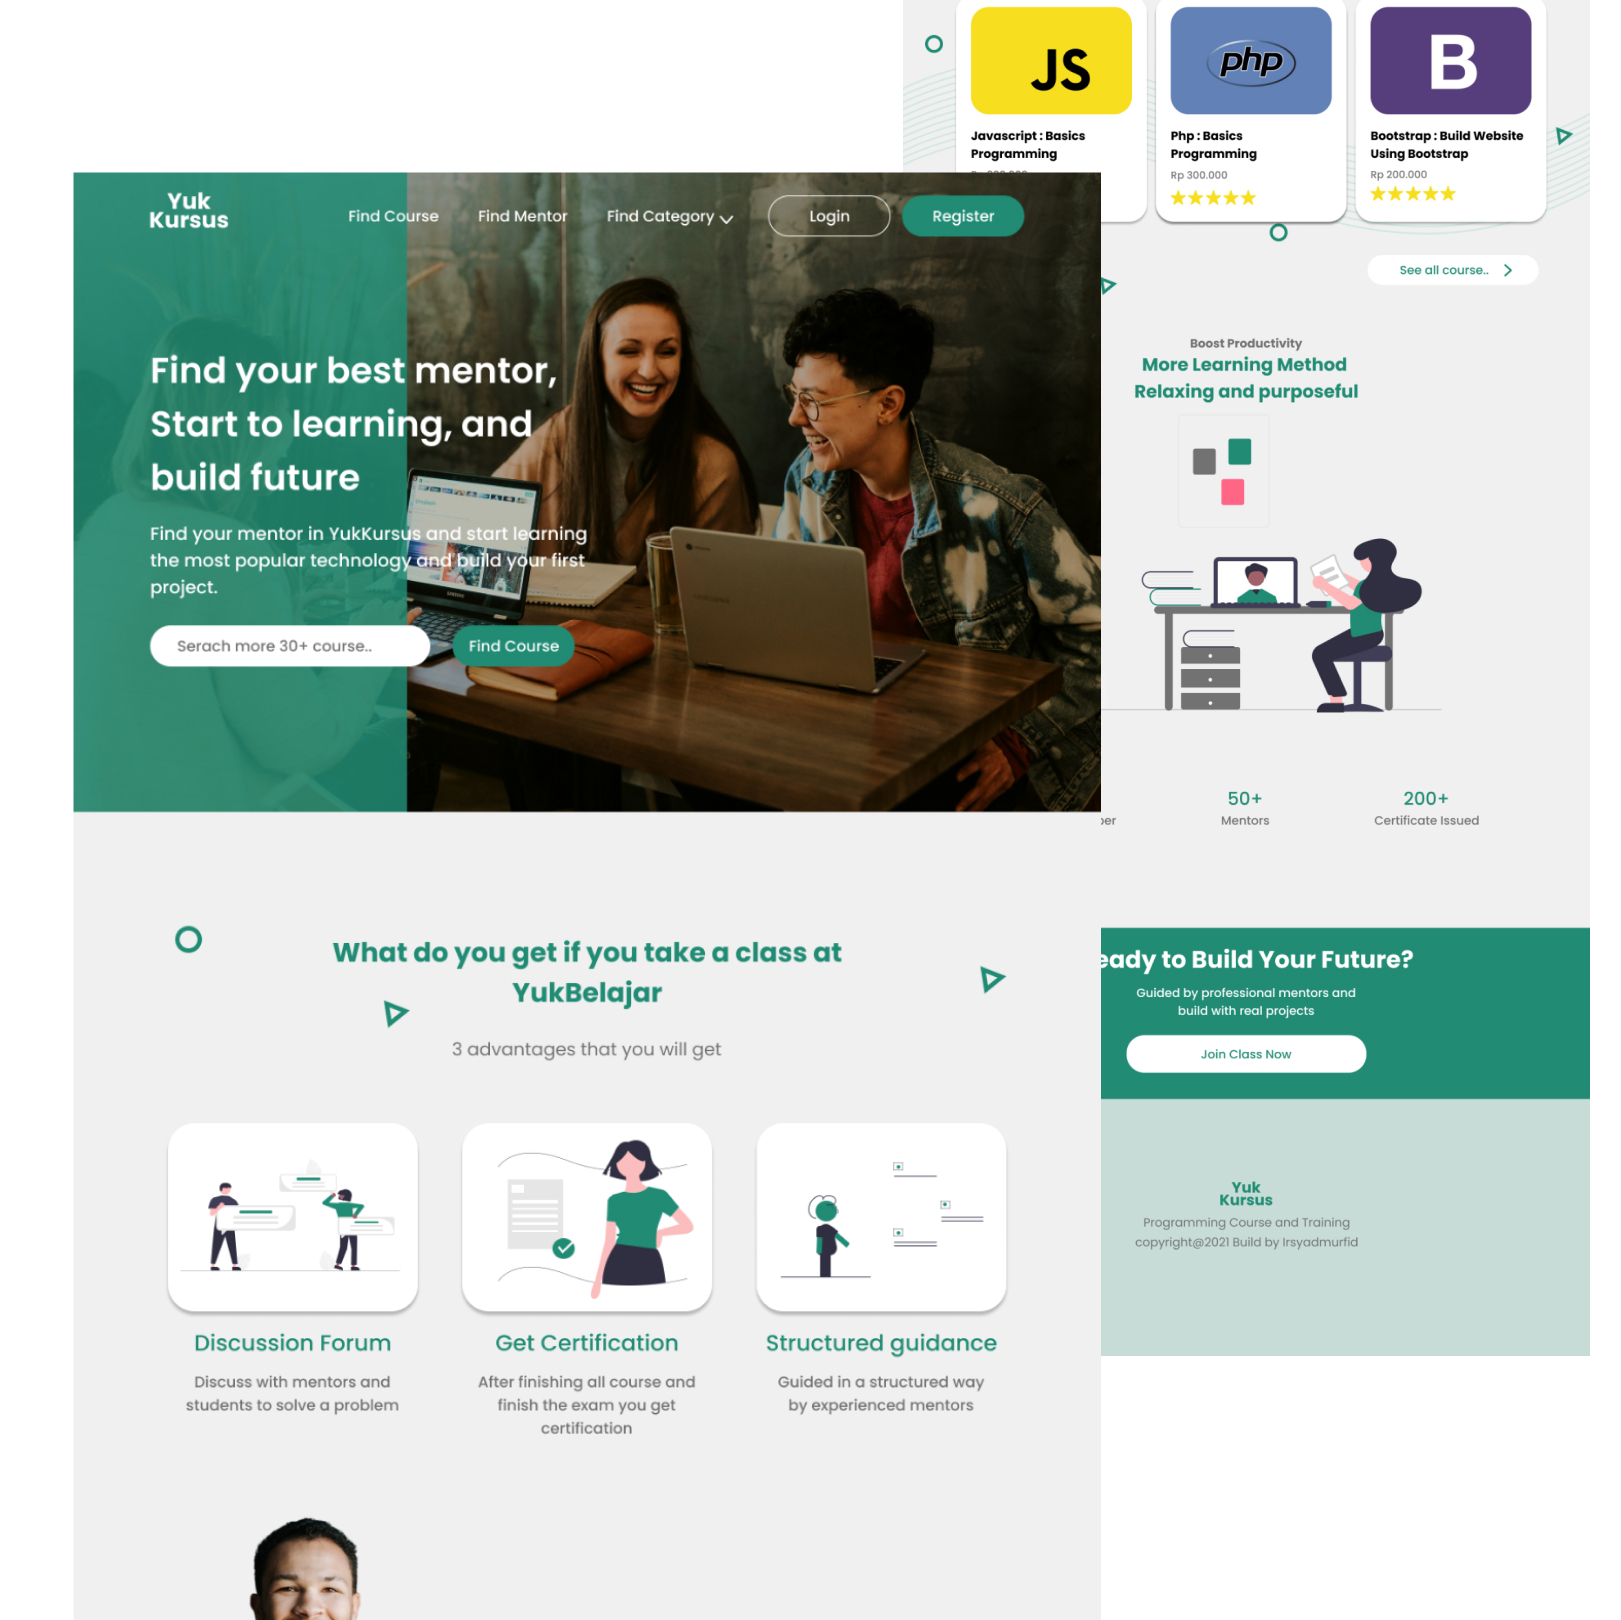 Yuk
Kursus
Find Course
Find Mentor
Find Category
Login
Register
Find your best mentor,
Start to learning, and
build future
Find your mentor in YukKursus and start learning
the most popular technology and build your first
project.
Serach more 30+ course..
Find Course
What do you get if you take a class at
YukBelajar
3 advantages that you will get
Discussion Forum
Discuss with mentors and
students to solve a problem
Get Certification
After finishing all course and
finish the exam you get
certification
Structured guidance
Guided in a structured way
by experienced mentors
JS
Javascript : Basics
Programming
php
Php : Basics
Programming
Rp 300.000
B
Bootstrap : Build Website
Using Bootstrap
Rp 200.000
See all course..
Boost Productivity
More Learning Method
Relaxing and purposeful
50+
Mentors
200+
Certificate Issued
eady to Build Your Future?
Guided by professional mentors and
build with real projects
Join Class Now
Yuk
Kursus
Programming Course and Training
copyright@2021 Build by Irsyadmurfid